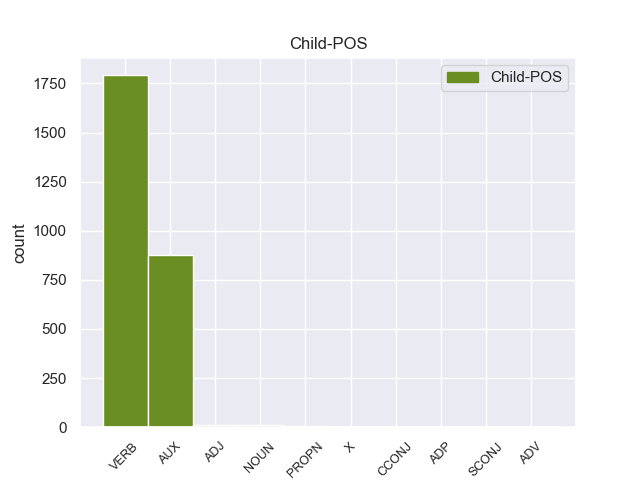 Child-POS
Child-POS
1750
1500
1250
1000
750
500
250
0
count
VERB
AUX
ADJ
NOUN
PROPN
X
CCONJ
ADP
SCONJ
ADV